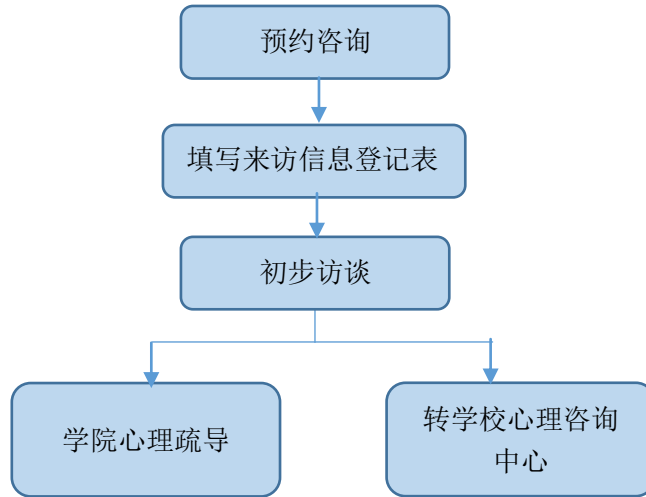 预约咨询
填写来访信息登记表
初步访谈
学院心理疏导
转学校心理咨询
中心